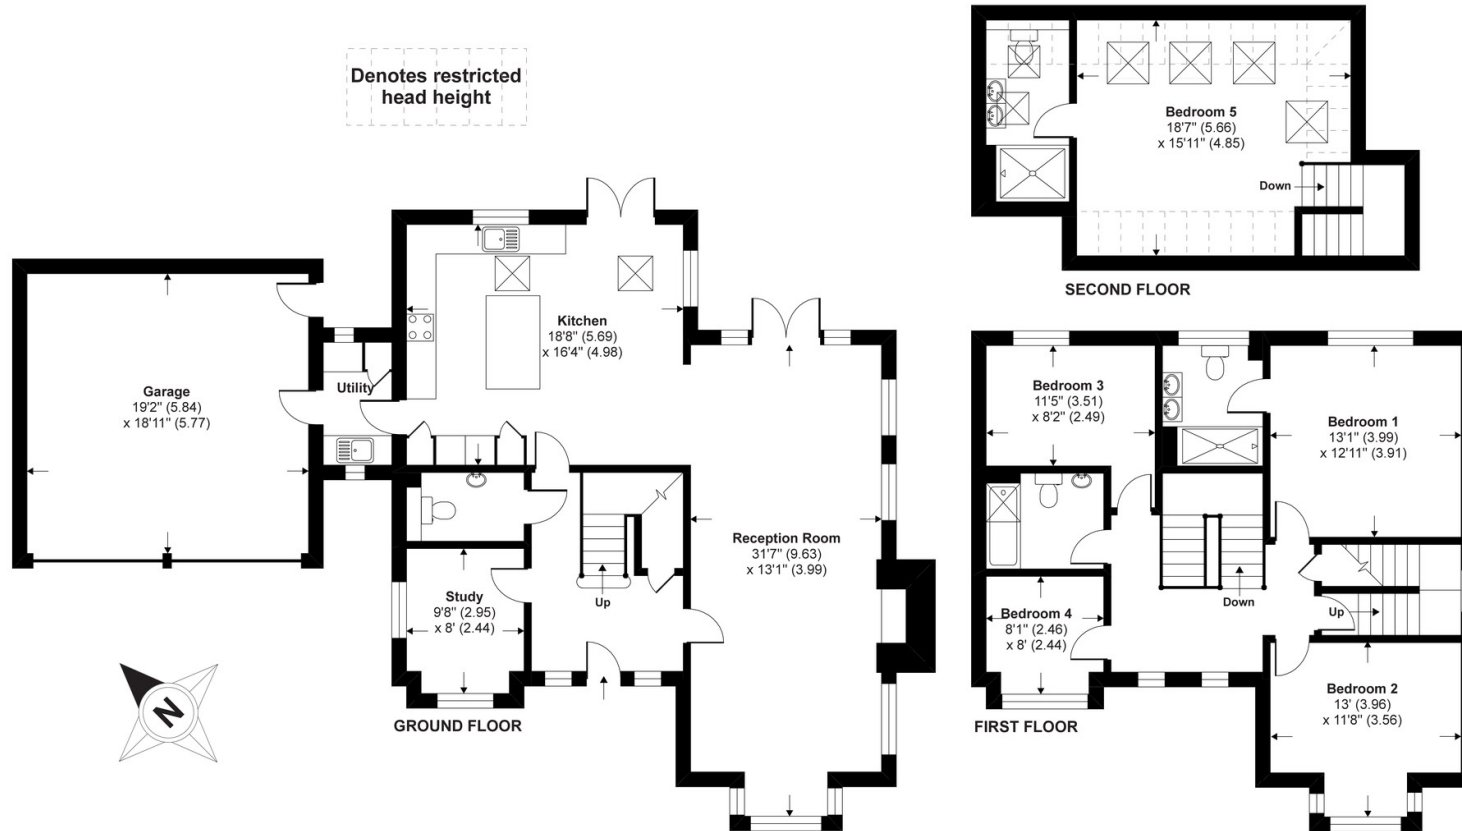 Denotes restricted
head height
Garage
19'2" (5.84)
x 18'11" (5.77)
Utility
Kitchen
18'8" (5.69)
x 16'4" (4.98)
Study
9'8" (2.95)
x 8' (2.44)
Up
Reception Room
31'7" (9.63)
x 13'1" (3.99)
GROUND FLOOR
N
Bedroom 5
18'7" (5.66)
x 15'11" (4.85)
Down
SECOND FLOOR
Bedroom 3
11'5" (3.51)
x 8'2" (2.49)
Bedroom 1
13'1" (3.99)
x 12'11" (3.91)
Bedroom 4
8'1" (2.46)
x 8' (2.44)
Down
Up
Bedroom 2
13' (3.96)
x 11'8" (3.56)
FIRST FLOOR